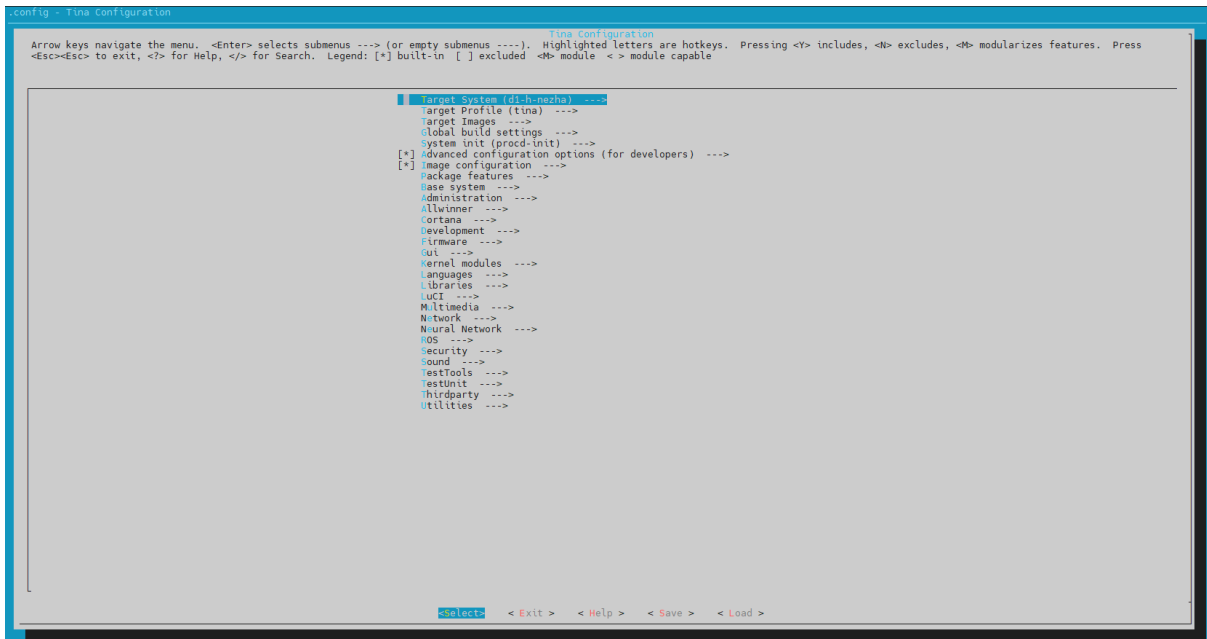 .config - Tina Configuration
Tina Configuration
Arrow keys navigate the menu.  <Enter> selects submenus ---> (or empty submenus ----).  Highlighted letters are hotkeys.  Pressing <Y> includes, <N> excludes, <M> modularizes features.  Press
<Esc><Esc> to exit, <?> for Help, </> for Search.  Legend: [*] built-in  [ ] excluded  <M> module  < > module capable
Target System (d1-h-nezha)  --->
Target Profile (tina)  --->
Target Images  --->
Global build settings  --->
System init (procd-init)  --->
[*] Advanced configuration options (for developers)  --->
[*] Image configuration  --->
Package features  --->
Base system  --->
Administration  --->
Allwinner  --->
Cortana  --->
Development  --->
Firmware  --->
Gui  --->
Kernel modules  --->
Languages  --->
Libraries  --->
LuCI  --->
Multimedia  --->
Network  --->
Neural Network  --->
ROS  --->
Security  --->
Sound  --->
TestTools  --->
TestUnit  --->
Thirdparty  --->
Utilities  --->
<Select>    < Exit >    < Help >    < Save >    < Load >